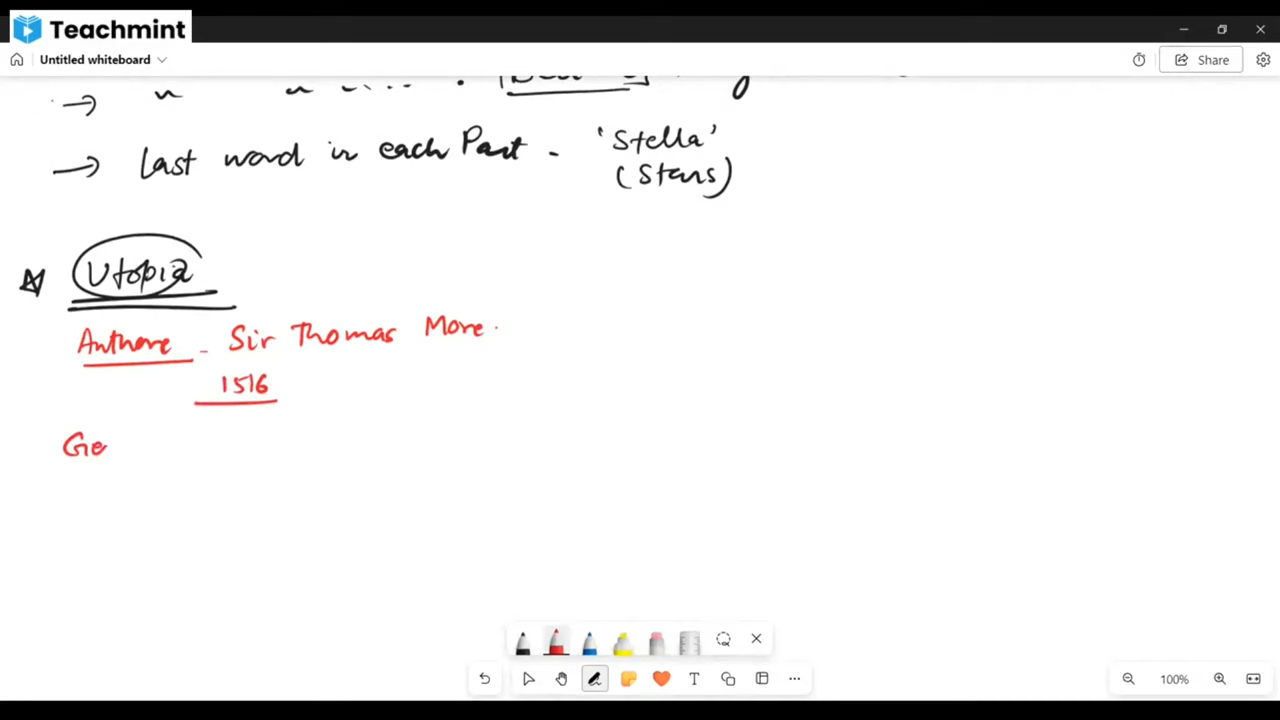 Teachmint
Untitled whiteboard
Share
→
→ Last word in each Part - 'Stella'
(Stars)
Utopia
Authore - Sir Thomas More.
1516
Ge
100%